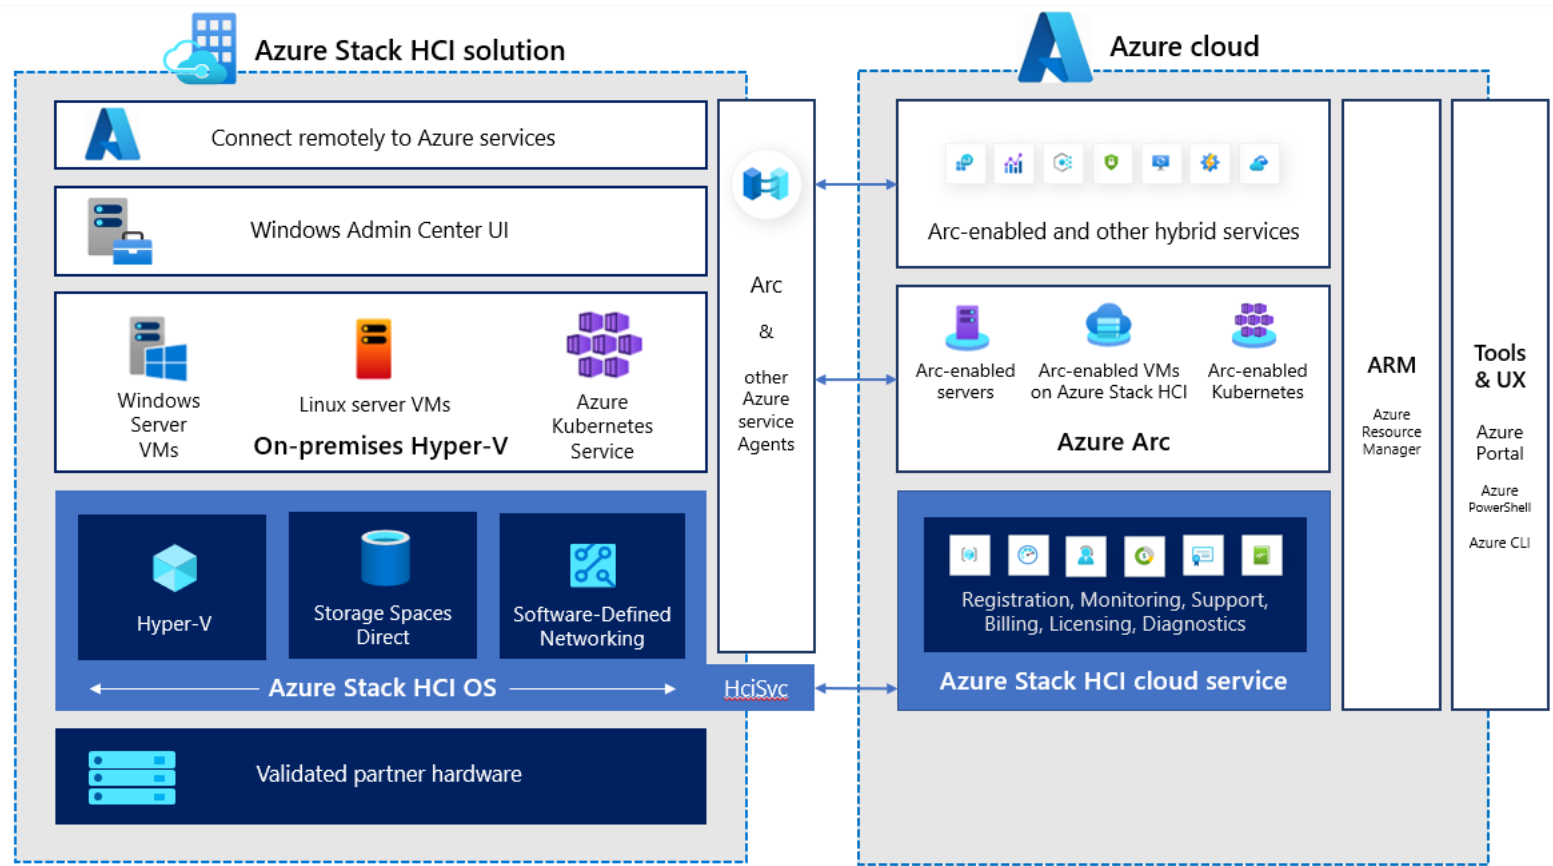 Azure Stack HCI solution
Connect remotely to Azure services
Windows Admin Center UI
Windows
Server
VMs
Linux server VMs
Azure
Kubernetes
Service
On-premises Hyper-V
Hyper-V
Storage Spaces
Direct
Software-Defined
Networking
Azure Stack HCI OS
HciSvc
Validated partner hardware
Arc
&
other
Azure
service
Agents
Azure cloud
Arc-enabled and other hybrid services
Arc-enabled
servers
Arc-enabled VMs
on Azure Stack HCI
Arc-enabled
Kubernetes
Azure Arc
Registration, Monitoring, Support,
Billing, Licensing, Diagnostics
Azure Stack HCI cloud service
ARM
Azure
Resource
Manager
Tools
& UX
Azure
Portal
Azure
PowerShell
Azure CLI